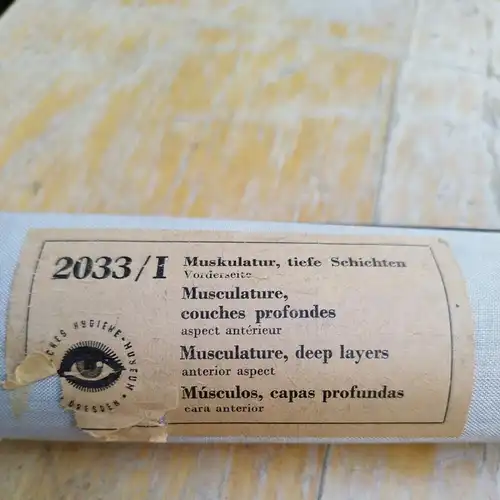 2033/I
Muskulatur, tiefe Schichten
Vorderseite
Musculature,
couches profondes
aspect antérieur
Musculature, deep layers
anterior aspect
Músculos, capas profundas
cara anterior
HYGIENE-MUSEUM
DRESDEN